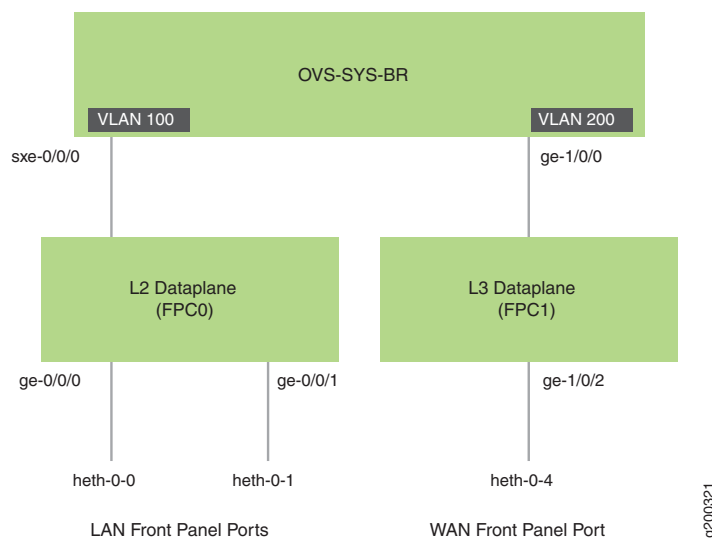 OVS-SYS-BR
VLAN 100
VLAN 200
sxe-0/0/0
ge-1/0/0
L2 Dataplane
(FPC0)
L3 Dataplane
(FPC1)
ge-0/0/0
ge-0/0/1
ge-1/0/2
heth-0-0
heth-0-1
heth-0-4
LAN Front Panel Ports
WAN Front Panel Port
g200321